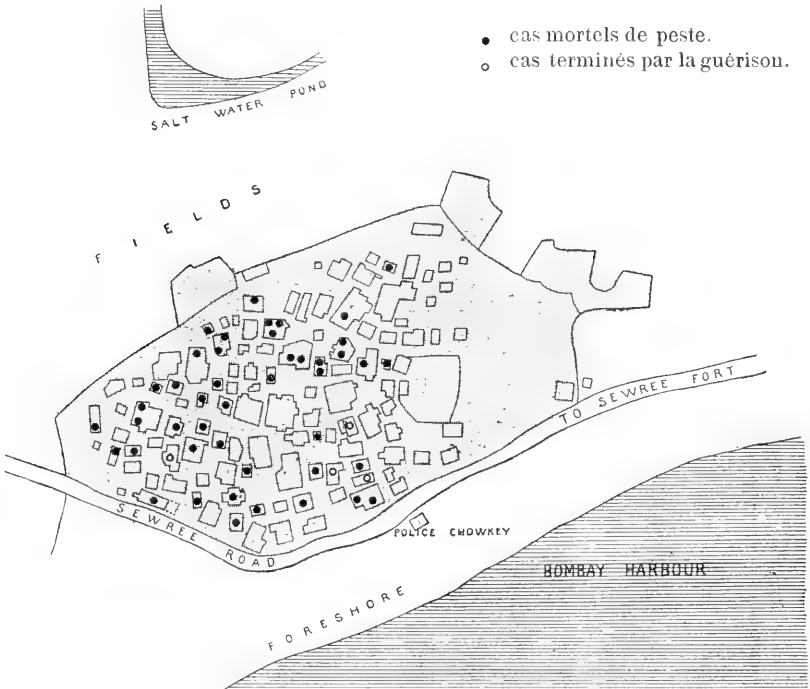 cas mortels de peste.
cas terminés par la guérison.
SALT WATER POND
FIELDS
TO SEWREE FORT
SEWREE ROAD
POLICE CHOWKEY
BOMBAY HARBOUR
FORESHORE